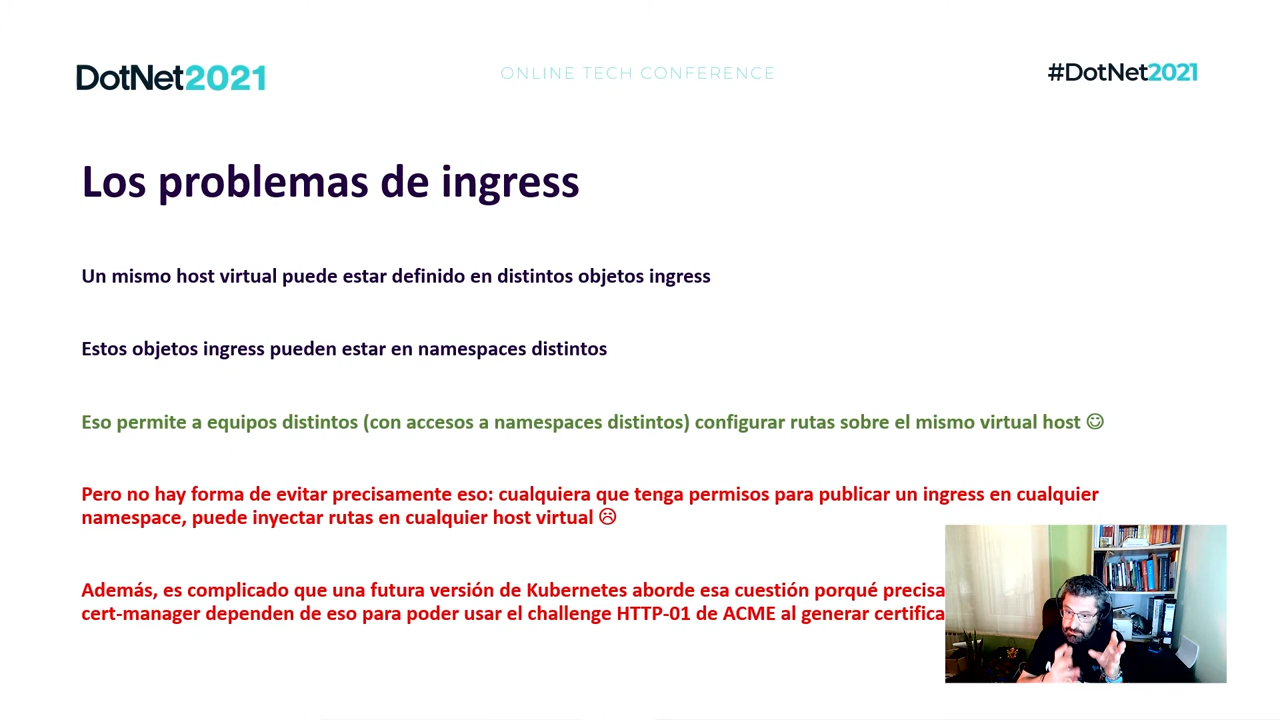 DotNet2021
ONLINE TECH CONFERENCE
#DotNet2021
Los problemas de ingress
Un mismo host virtual puede estar definido en distintos objetos ingress
Estos objetos ingress pueden estar en namespaces distintos
Eso permite a equipos distintos (con accesos a namespaces distintos) configurar rutas sobre el mismo virtual host ☺
Pero no hay forma de evitar precisamente eso: cualquiera que tenga permisos para publicar un ingress en cualquier
namespace, puede inyectar rutas en cualquier host virtual ☹
Además, es complicado que una futura versión de Kubernetes aborde esa cuestión porqué precisa
cert-manager dependen de eso para poder usar el challenge HTTP-01 de ACME al generar certifica